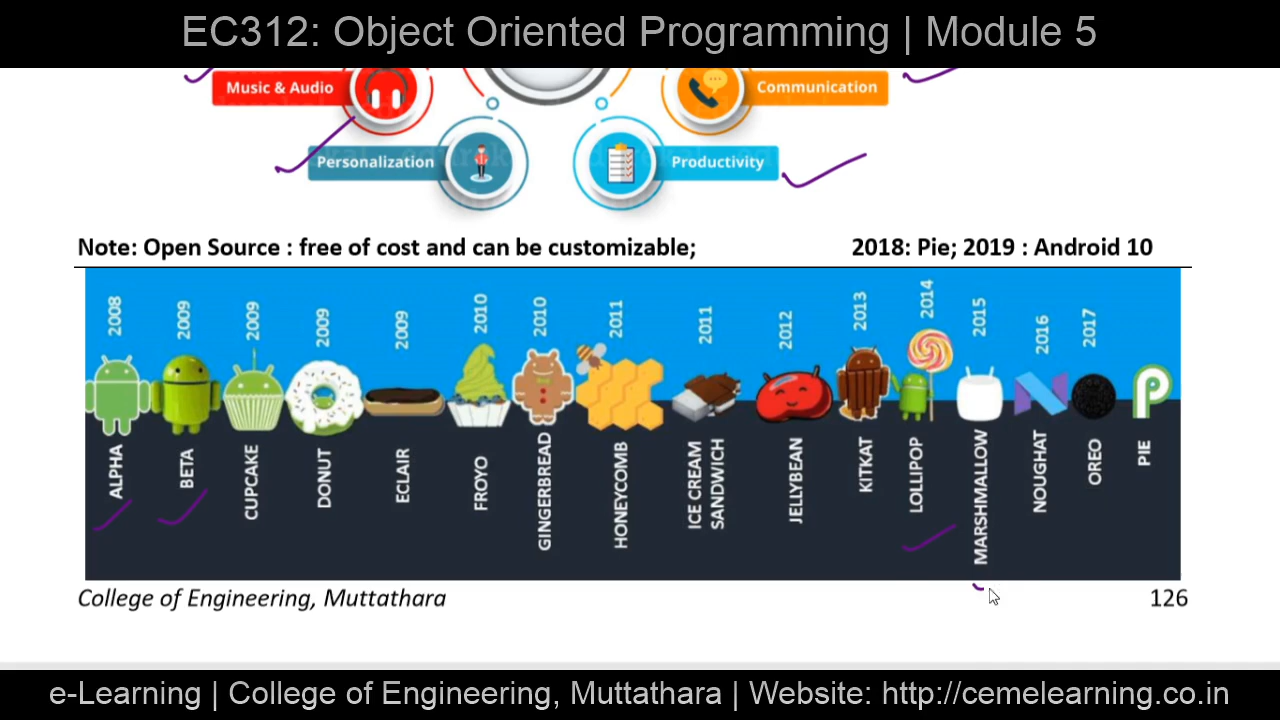 EC312: Object Oriented Programming | Module 5
Music & Audio
Communication
Personalization
Productivity
Note: Open Source : free of cost and can be customizable;
2018: Pie; 2019 : Android 10
2008
2009
2009
2009
2009
2010
2010
2011
2011
2012
2013
2014
2015
2016
2017
ALPHA
BETA
CUPCAKE
DONUT
ECLAIR
FROYO
GINGERBREAD
HONEYCOMB
ICE CREAM
SANDWICH
JELLYBEAN
KITKAT
LOLLIPOP
MARSHMALLOW
NOUGHAT
OREO
PIE
College of Engineering, Muttathara
126
e-Learning | College of Engineering, Muttathara | Website: http://cemelearning.co.in